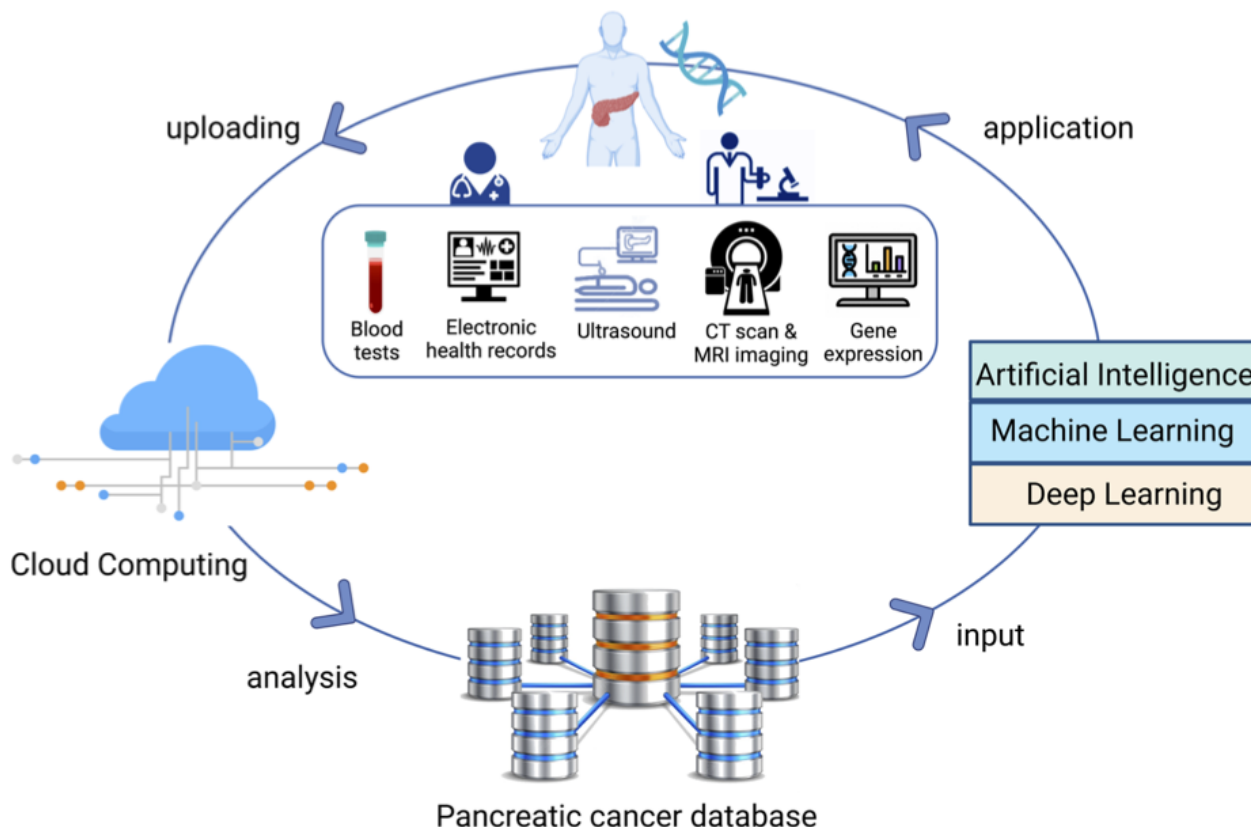 uploading
application
Blood
tests
Electronic
health records
Ultrasound
CT scan &
MRI imaging
Gene
expression
Artificial Intelligence
Machine Learning
Deep Learning
Cloud Computing
analysis
input
Pancreatic cancer database